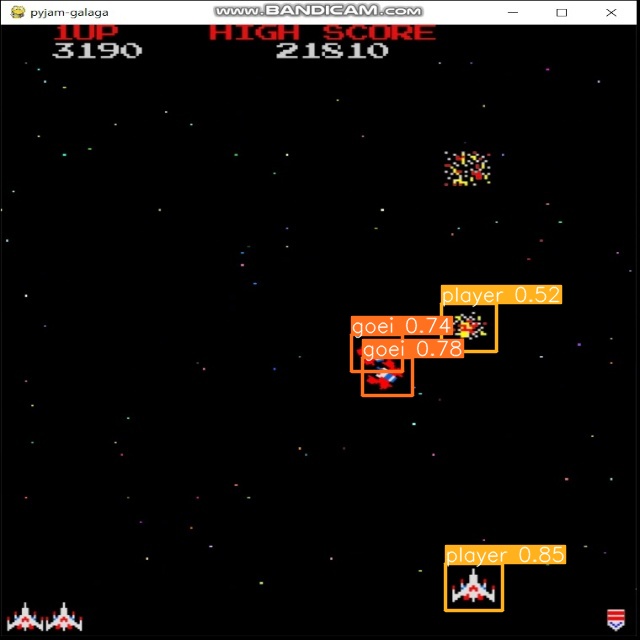 pyjam-galaga
www.BANDICAM.com
1UP HIGH SCORE
3190 21810
player 0.52
goei 0.74
goei 0.78
player 0.85